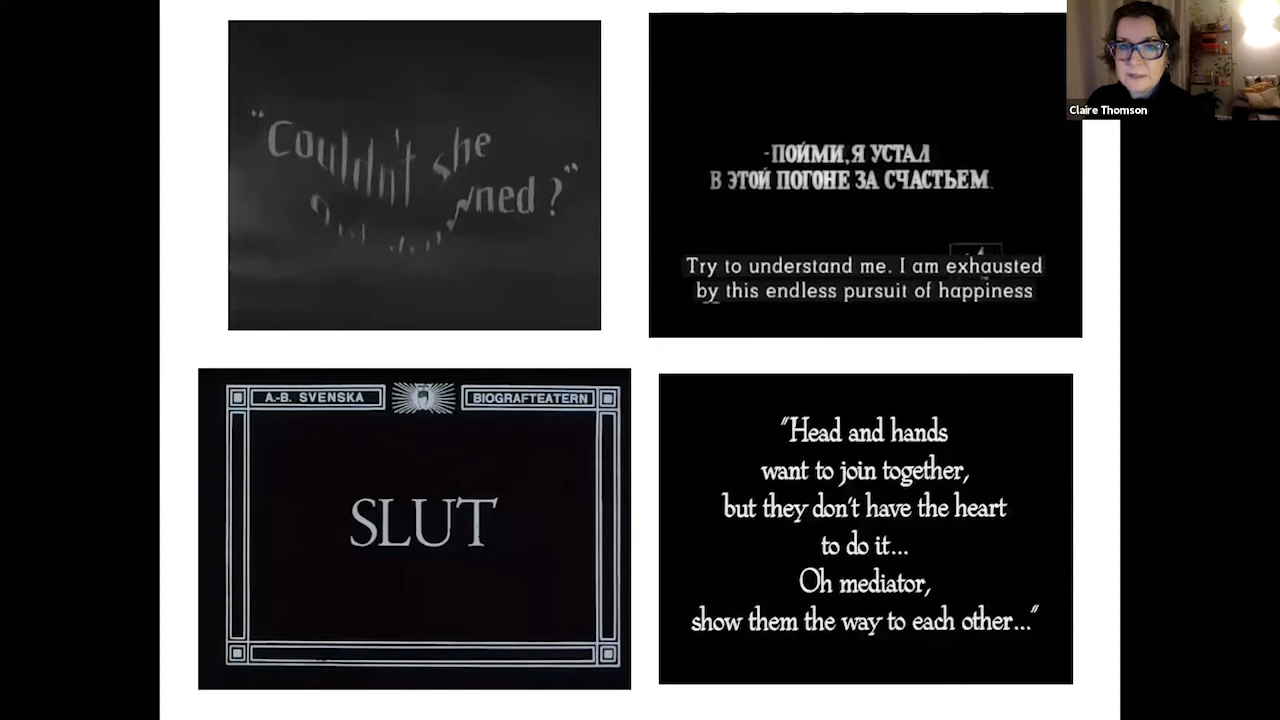 "Couldn't she
ned?"
-ПОЙМИ, Я УСТАЛ
В ЭТОЙ ПОГОНЕ ЗА СЧАСТЬЕМ.
Try to understand me. I am exhausted
by this endless pursuit of happiness
Claire Thomson
A.-B. SVENSKA BIOGRAFTEATERN
SLUT
"Head and hands
want to join together,
but they don't have the heart
to do it...
Oh mediator,
show them the way to each other..."